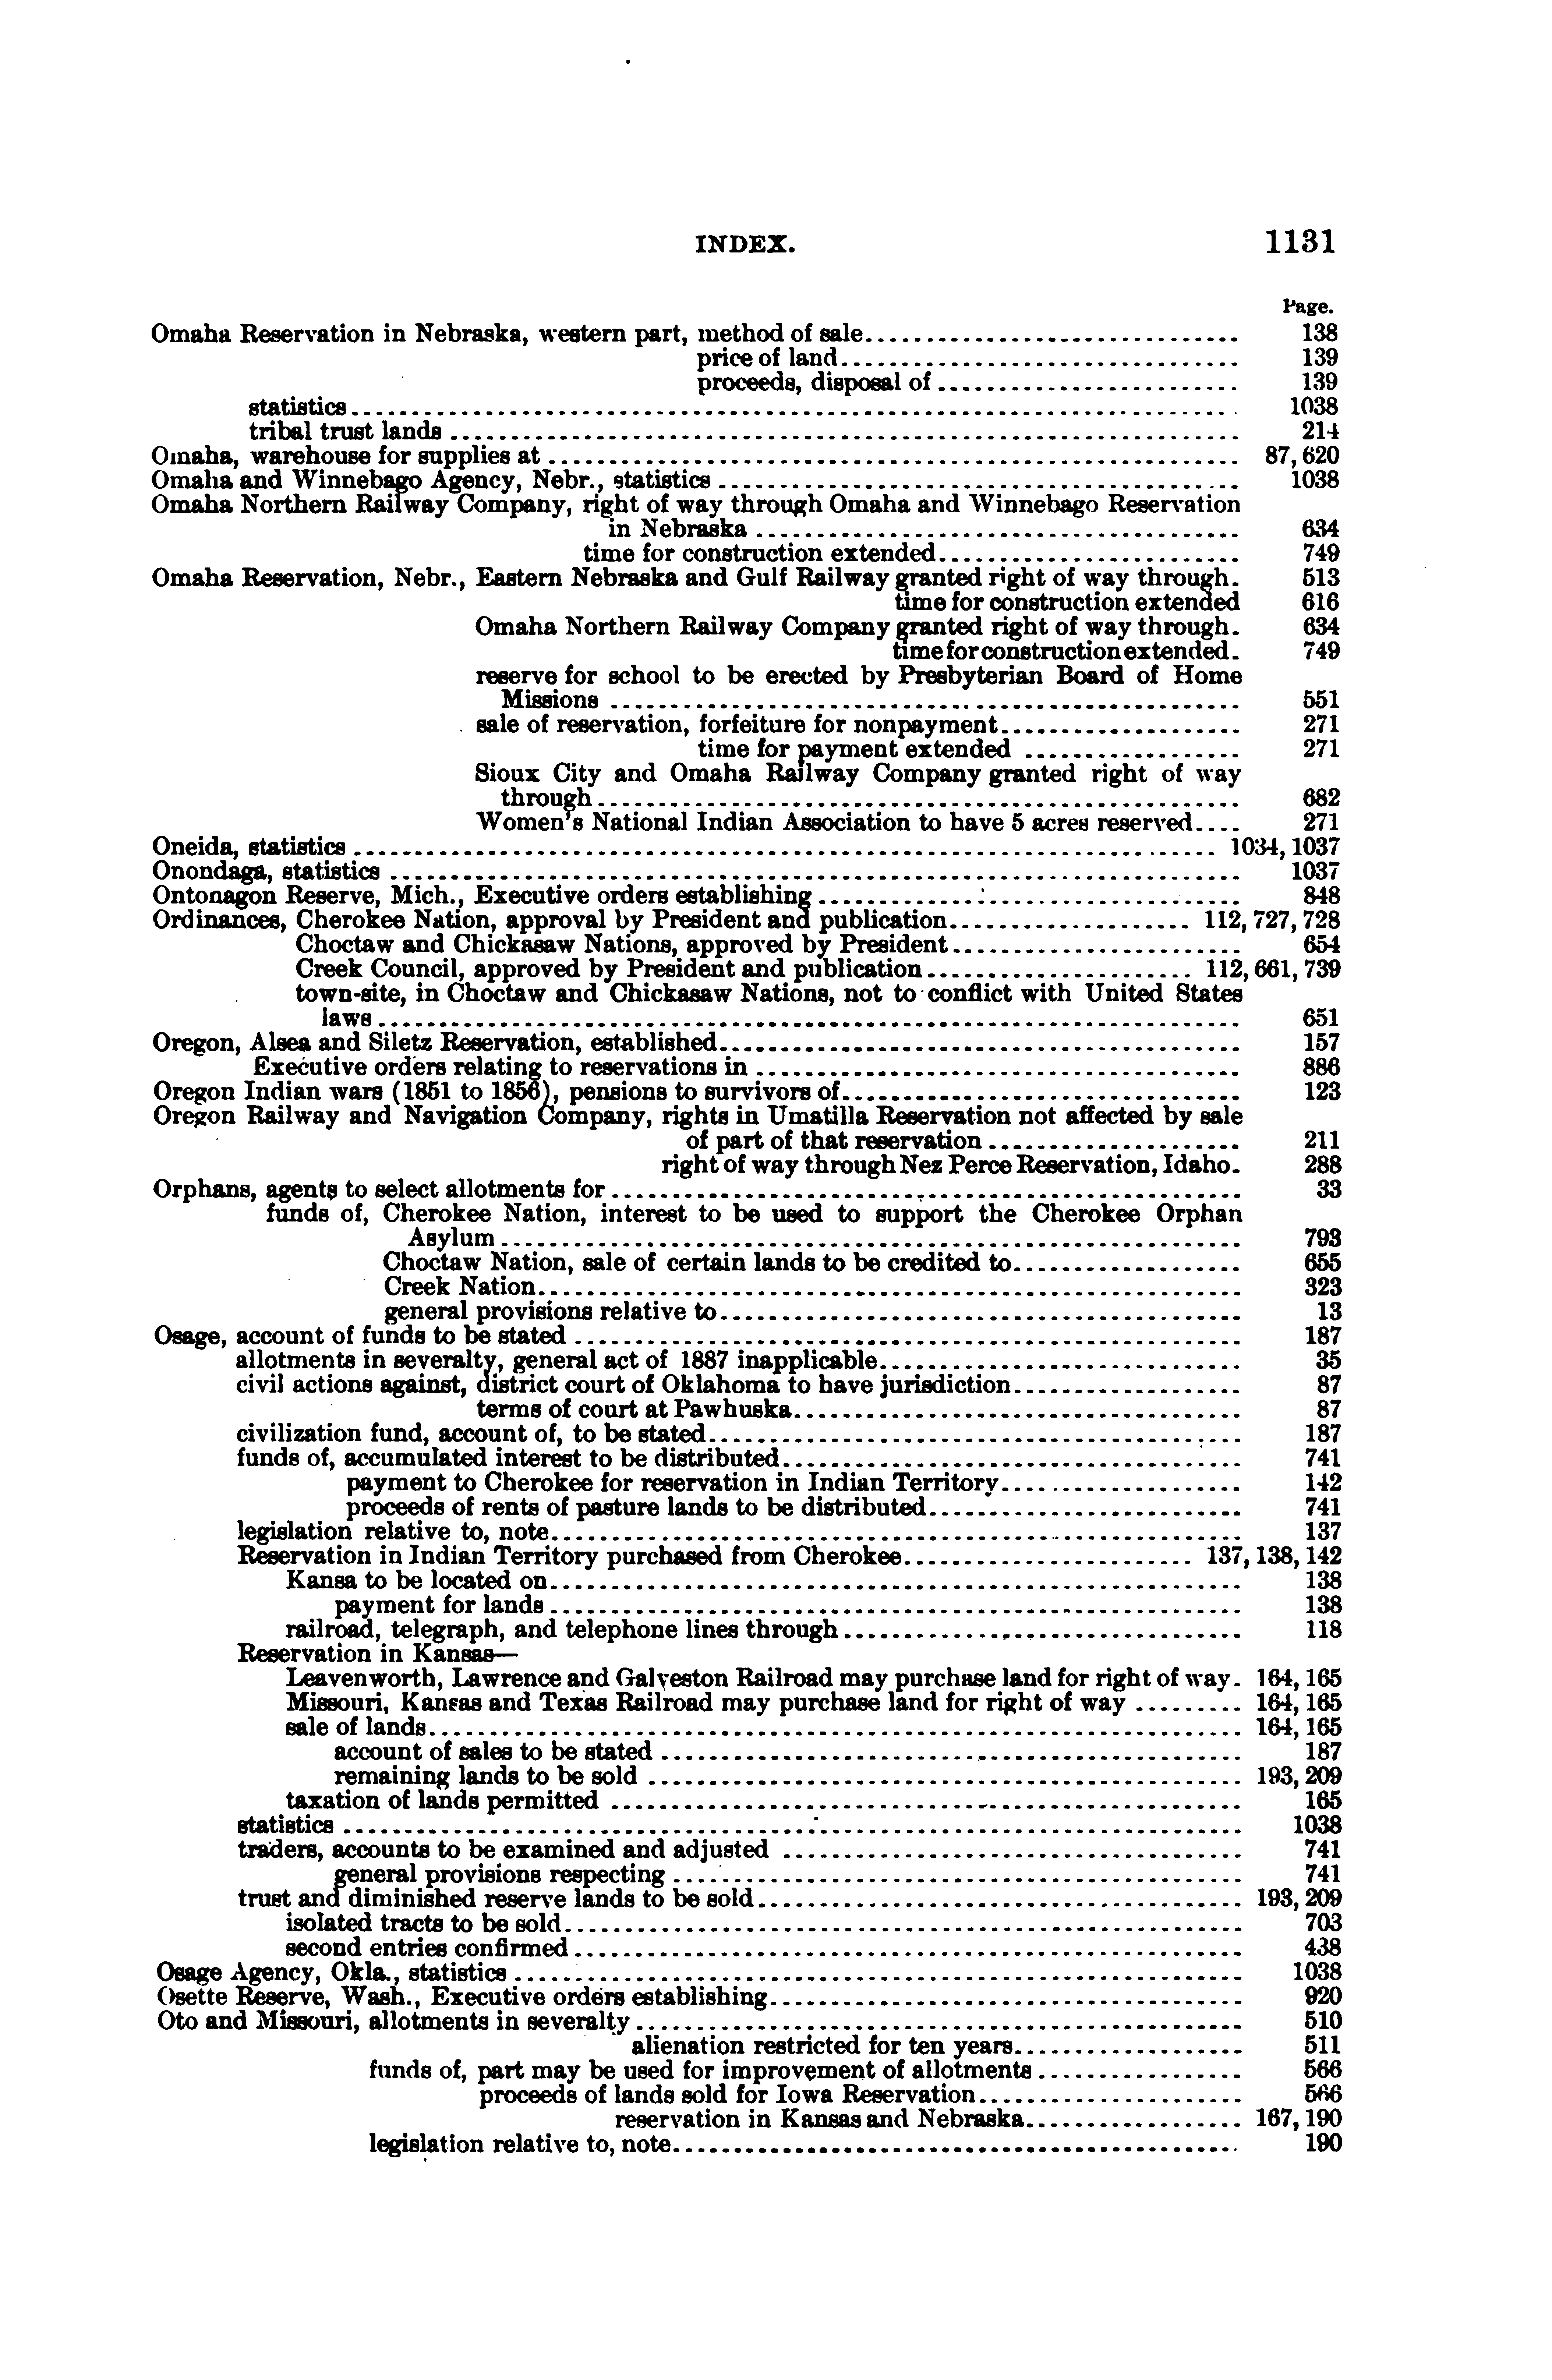 INDEX. 1131
Page.
Omaha Reservation in Nebraska, western part, method of sale 138
price of land 139
proceeds, disposal of 139
statistics 1038
tribal trust lands 214
Omaha, warehouse for supplies at 87, 620
Omaha and Winnebago Agency, Nebr., statistics 1038
Omaha Northern Railway Company, right of way through Omaha and Winnebago Reservation
in Nebraska 634
time for construction extended 749
Omaha Reservation, Nebr., Eastern Nebraska and Gulf Railway granted right of way through. 513
time for construction extended 616
Omaha Northern Railway Company granted right of way through. 634
time for construction extended. 749
reserve for school to be erected by Presbyterian Board of Home
Missions 551
sale of reservation, forfeiture for nonpayment 271
time for payment extended 271
Sioux City and Omaha Railway Company granted right of way
through 682
Women's National Indian Association to have 5 acres reserved 271
Oneida, statistics 1034, 1037
Onondaga, statistics 1037
Ontonagon Reserve, Mich., Executive orders establishing 848
Ordinances, Cherokee Nation, approval by President and publication 112, 727, 728
Choctaw and Chickasaw Nations, approved by President 654
Creek Council, approved by President and publication 112, 661, 739
town-site, in Choctaw and Chickasaw Nations, not to conflict with United States
laws 651
Oregon, Alsea and Siletz Reservation, established 157
Executive orders relating to reservations in 886
Oregon Indian wars (1851 to 1856), pensions to survivors of 123
Oregon Railway and Navigation Company, rights in Umatilla Reservation not affected by sale
of part of that reservation 211
right of way through Nez Perce Reservation, Idaho. 288
Orphans, agents to select allotments for 33
funds of, Cherokee Nation, interest to be used to support the Cherokee Orphan
Asylum 793
Choctaw Nation, sale of certain lands to be credited to 655
Creek Nation 323
general provisions relative to 13
Osage, account of funds to be stated 187
allotments in severalty, general act of 1887 inapplicable 35
civil actions against, district court of Oklahoma to have jurisdiction 87
terms of court at Pawhuska 87
civilization fund, account of, to be stated 187
funds of, accumulated interest to be distributed 741
payment to Cherokee for reservation in Indian Territory 142
proceeds of rents of pasture lands to be distributed 741
legislation relative to, note 137
Reservation in Indian Territory purchased from Cherokee 137, 138, 142
Kansa to be located on 138
payment for lands 138
railroad, telegraph, and telephone lines through 118
Reservation in Kansas—
Leavenworth, Lawrence and Galveston Railroad may purchase land for right of way. 164, 165
Missouri, Kansas and Texas Railroad may purchase land for right of way 164, 165
sale of lands 164, 165
account of sales to be stated 187
remaining lands to be sold 193, 209
taxation of lands permitted 165
statistics 1038
traders, accounts to be examined and adjusted 741
general provisions respecting 741
trust and diminished reserve lands to be sold 193, 209
isolated tracts to be sold 703
second entries confirmed 438
Osage Agency, Okla., statistics 1038
Osette Reserve, Wash., Executive orders establishing 920
Oto and Missouri, allotments in severalty 510
alienation restricted for ten years 511
funds of, part may be used for improvement of allotments 566
proceeds of lands sold for Iowa Reservation 566
reservation in Kansas and Nebraska 167, 190
legislation relative to, note 190